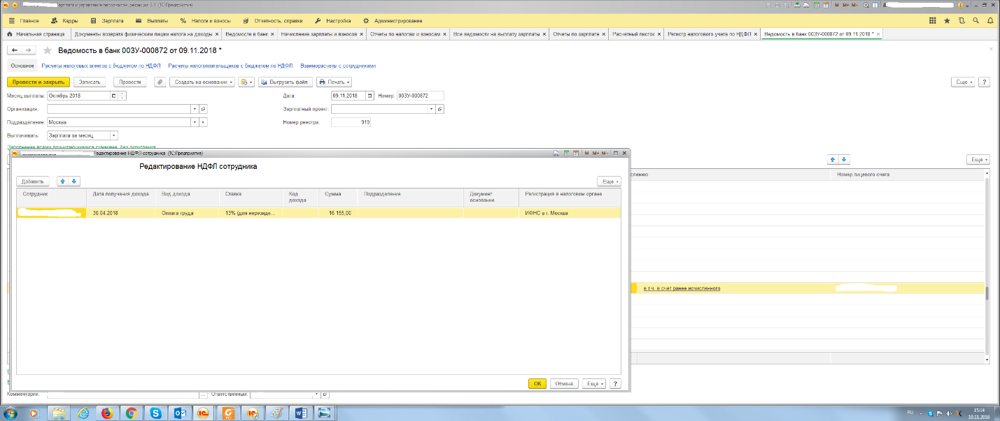 зарплата и управление персоналом, редакция 3.1 (1С:Предприятие)
M M+ M-
Главное Кадры Зарплата Выплаты Налоги и взносы Отчетность, справки Настройка Администрирование
Начальная страница Документы возврата физическим лицам налога на доходы × Ведомости в банк × Начисление зарплаты и взносов × Отчеты по налогам и взносам × Все ведомости на выплату зарплаты × Отчеты по зарплате × Расчетный листок × Регистр налогового учета по НДФЛ × Ведомость в банк 00ЗУ-000872 от 09.11.2018 * ×
Ведомость в банк 00ЗУ-000872 от 09.11.2018 *
Основное Расчеты налоговых агентов с бюджетом по НДФЛ Расчеты налогоплательщиков с бюджетом по НДФЛ Взаиморасчеты с сотрудниками
Провести и закрыть Записать Провести Создать на основании Выгрузить файл Печать Еще ?
Месяц выплаты: Октябрь 2018 Дата: 09.11.2018 Номер: 00ЗУ-000872
Организация: Зарплатный проект:
Подразделение: Москва Номер реестра: 919
Выплачивать: Зарплата за месяц
Заполнение всеми причитающимися суммами, без округления
Редактирование НДФЛ сотрудника (1С:Предприятие) M M+ M-
Еще
Редактирование НДФЛ сотрудника
слению Номер лицевого счета
Добавить Еще
Сотрудник Дата получения дохода Вид дохода Ставка Код дохода Сумма Подразделение Документ основание Регистрация в налоговом органе
30.04.2018 Оплата труда 13% (для нерезиде... 16 155,00 ИФНС в г. Москва
в т.ч. в счет ранее исчисленного
ОК Отмена Еще ?
Комментарий: Ответственный:
RU 15:14
10.11.2018